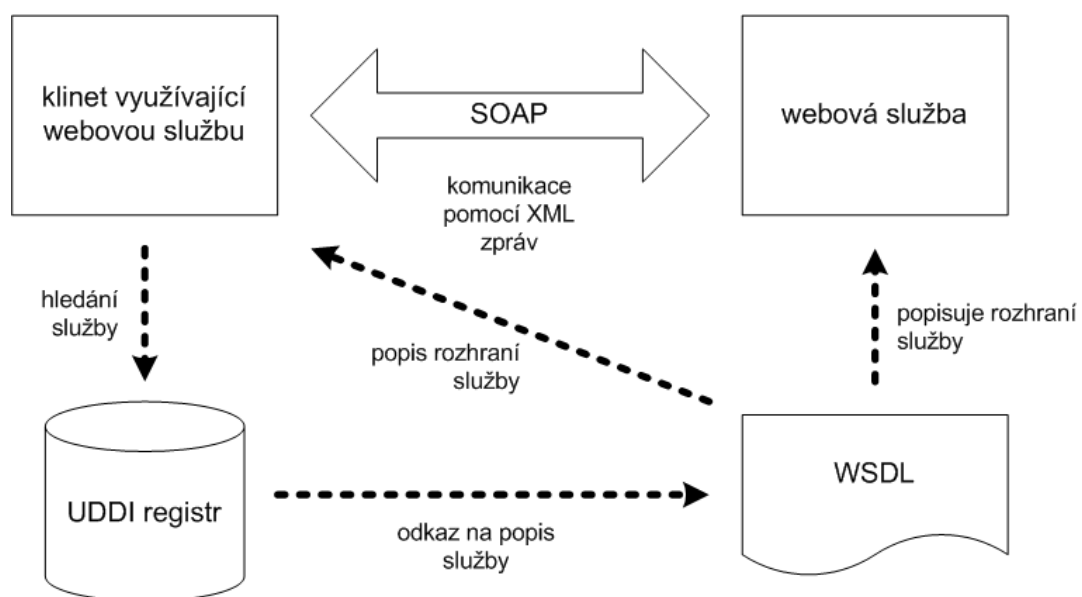 klinet využívající
webovou službu
SOAP
webová služba
komunikace
pomocí XML
zpráv
hledání
služby
popis rozhraní
služby
popisuje rozhraní
služby
UDDI registr
odkaz na popis
služby
WSDL